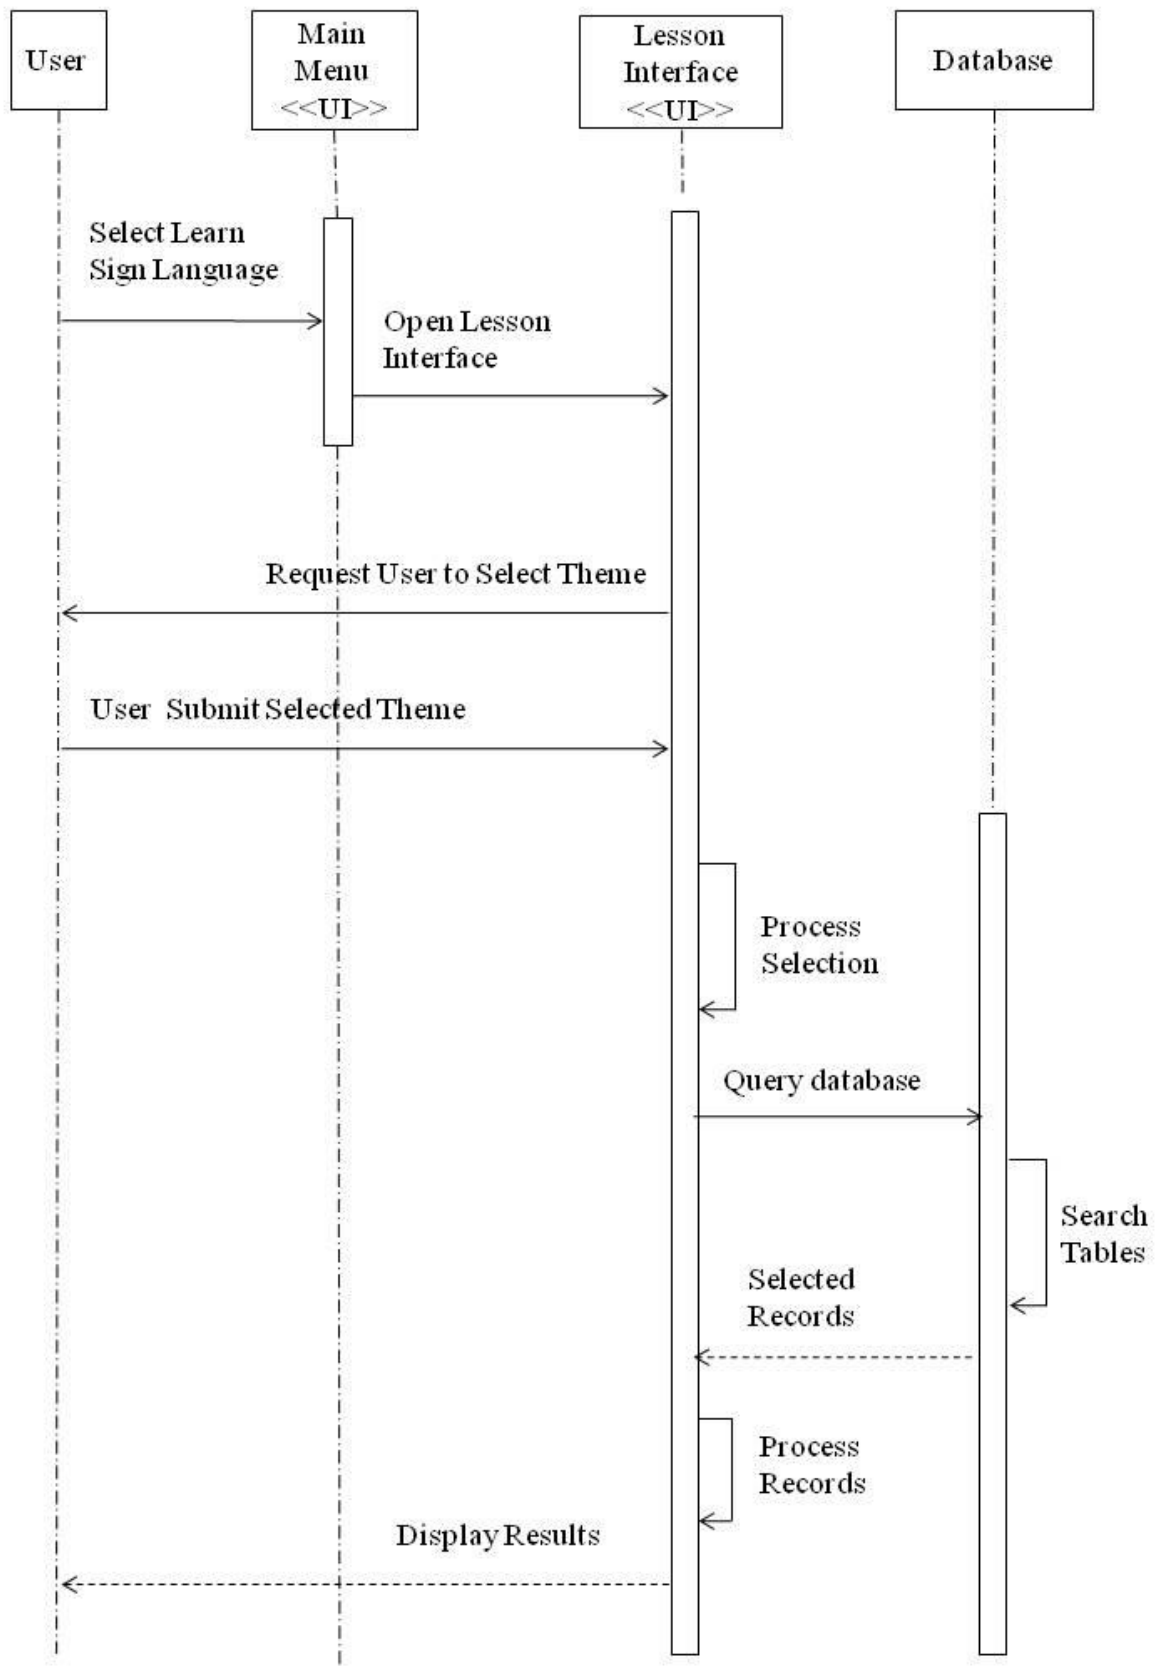 User
Main
Menu
<<UI>>
Lesson
Interface
<<UI>>
Database
Select Learn
Sign Language
Open Lesson
Interface
Request User to Select Theme
User Submit Selected Theme
Process
Selection
Query database
Search
Tables
Selected
Records
Process
Records
Display Results